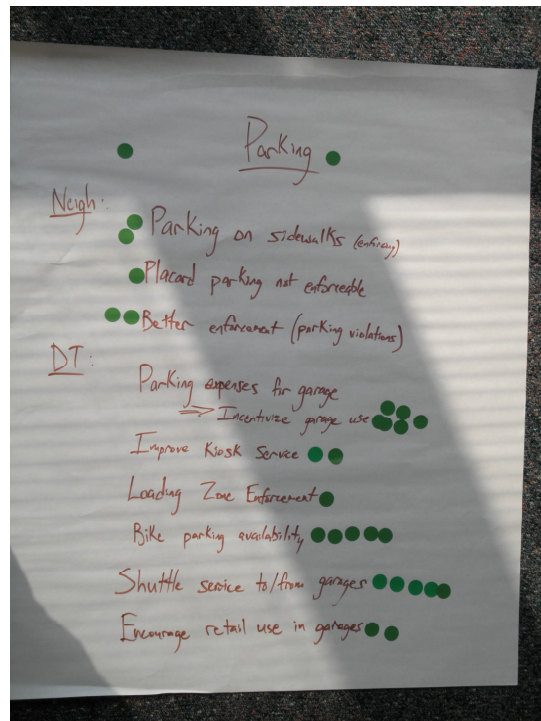 Parking
Neigh:
Parking on sidewalks
Placard parking not enforceable
Better enforcement (parking violations)
DT:
Parking expenses for garage
⇒ Incentivize garage use
Improve Kiosk Service
Loading Zone Enforcement
Bike parking availability
Shuttle service to/from garages
Encourage retail use in garages